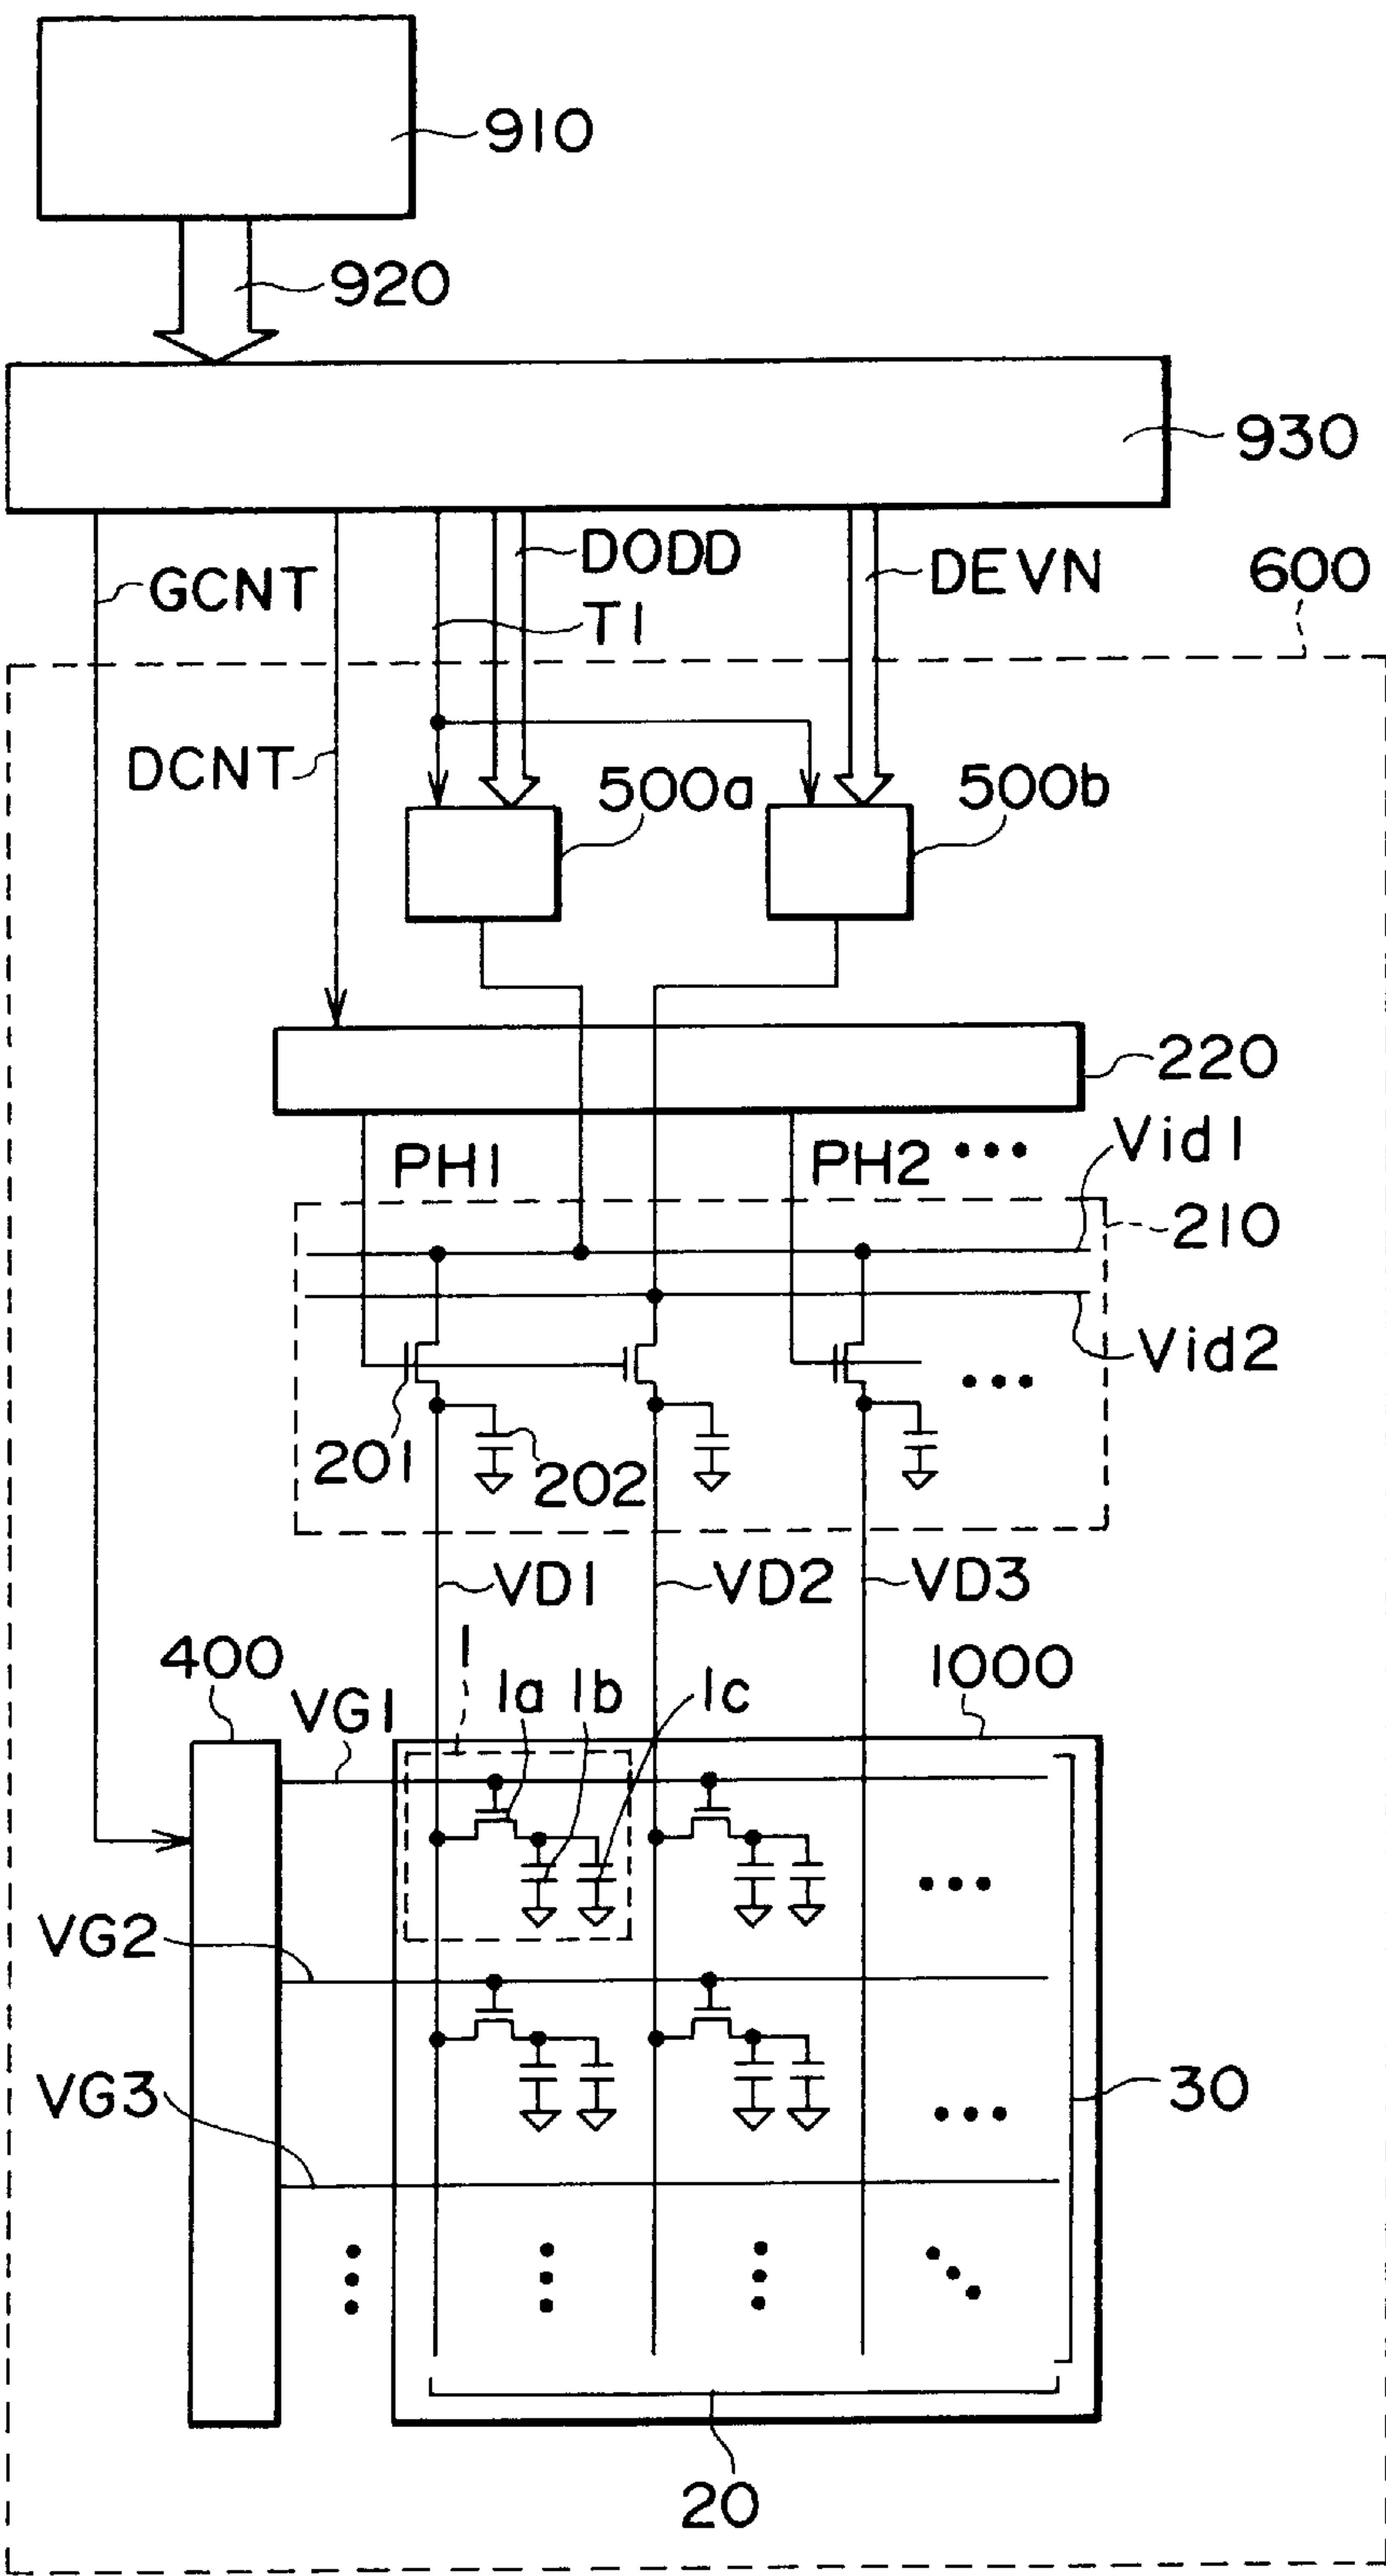 910
920
930
DODD
DEVN
600
GCNT
T1
DCNT
500a
500b
220
Vid1
PH1
PH2
210
Vid2
201
202
VD1
VD2
VD3
400
1
1000
VG1
1a
1b
1c
VG2
VG3
30
20